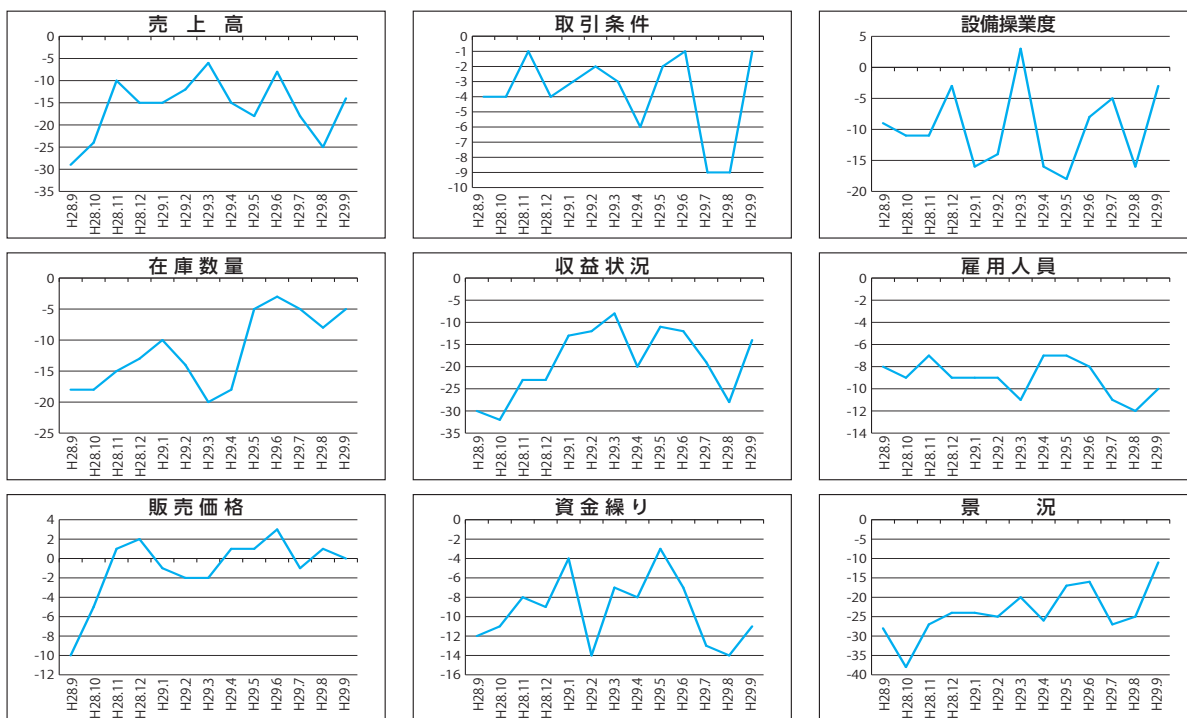 売上高
0
-5
-10
-15
-20
-25
-30
-35
H28.9
H28.10
H28.11
H28.12
H29.1
H29.2
H29.3
H29.4
H29.5
H29.6
H29.7
H29.8
H29.9
取引条件
0
-1
-2
-3
-4
-5
-6
-7
-8
-9
-10
H28.9
H28.10
H28.11
H28.12
H29.1
H29.2
H29.3
H29.4
H29.5
H29.6
H29.7
H29.8
H29.9
設備操業度
5
0
-5
-10
-15
-20
H28.9
H28.10
H28.11
H28.12
H29.1
H29.2
H29.3
H29.4
H29.5
H29.6
H29.7
H29.8
H29.9
在庫数量
0
-5
-10
-15
-20
-25
H28.9
H28.10
H28.11
H28.12
H29.1
H29.2
H29.3
H29.4
H29.5
H29.6
H29.7
H29.8
H29.9
収益状況
0
-5
-10
-15
-20
-25
-30
-35
H28.9
H28.10
H28.11
H28.12
H29.1
H29.2
H29.3
H29.4
H29.5
H29.6
H29.7
H29.8
H29.9
雇用人員
0
-2
-4
-6
-8
-10
-12
-14
H28.9
H28.10
H28.11
H28.12
H29.1
H29.2
H29.3
H29.4
H29.5
H29.6
H29.7
H29.8
H29.9
販売価格
4
2
0
-2
-4
-6
-8
-10
-12
H28.9
H28.10
H28.11
H28.12
H29.1
H29.2
H29.3
H29.4
H29.5
H29.6
H29.7
H29.8
H29.9
資金繰り
0
-2
-4
-6
-8
-10
-12
-14
-16
H28.9
H28.10
H28.11
H28.12
H29.1
H29.2
H29.3
H29.4
H29.5
H29.6
H29.7
H29.8
H29.9
景況
0
-5
-10
-15
-20
-25
-30
-35
-40
H28.9
H28.10
H28.11
H28.12
H29.1
H29.2
H29.3
H29.4
H29.5
H29.6
H29.7
H29.8
H29.9